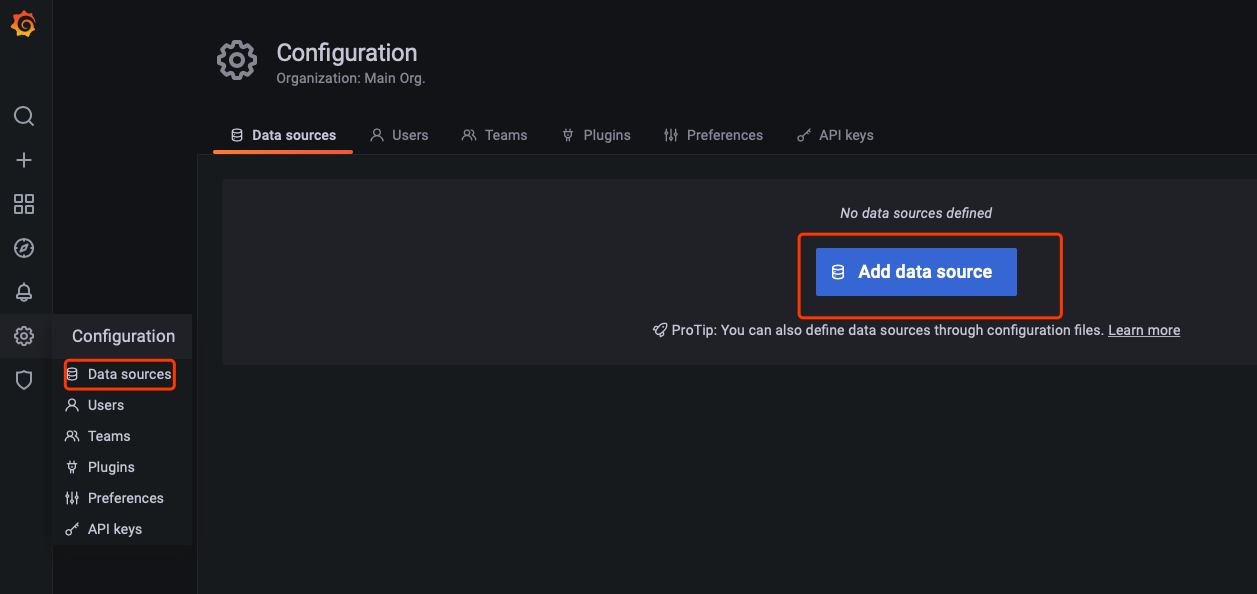 Configuration
Organization: Main Org.
Data sources
Users
Teams
Plugins
Preferences
API keys
No data sources defined
Add data source
ProTip: You can also define data sources through configuration files. Learn more
Configuration
Data sources
Users
Teams
Plugins
Preferences
API keys